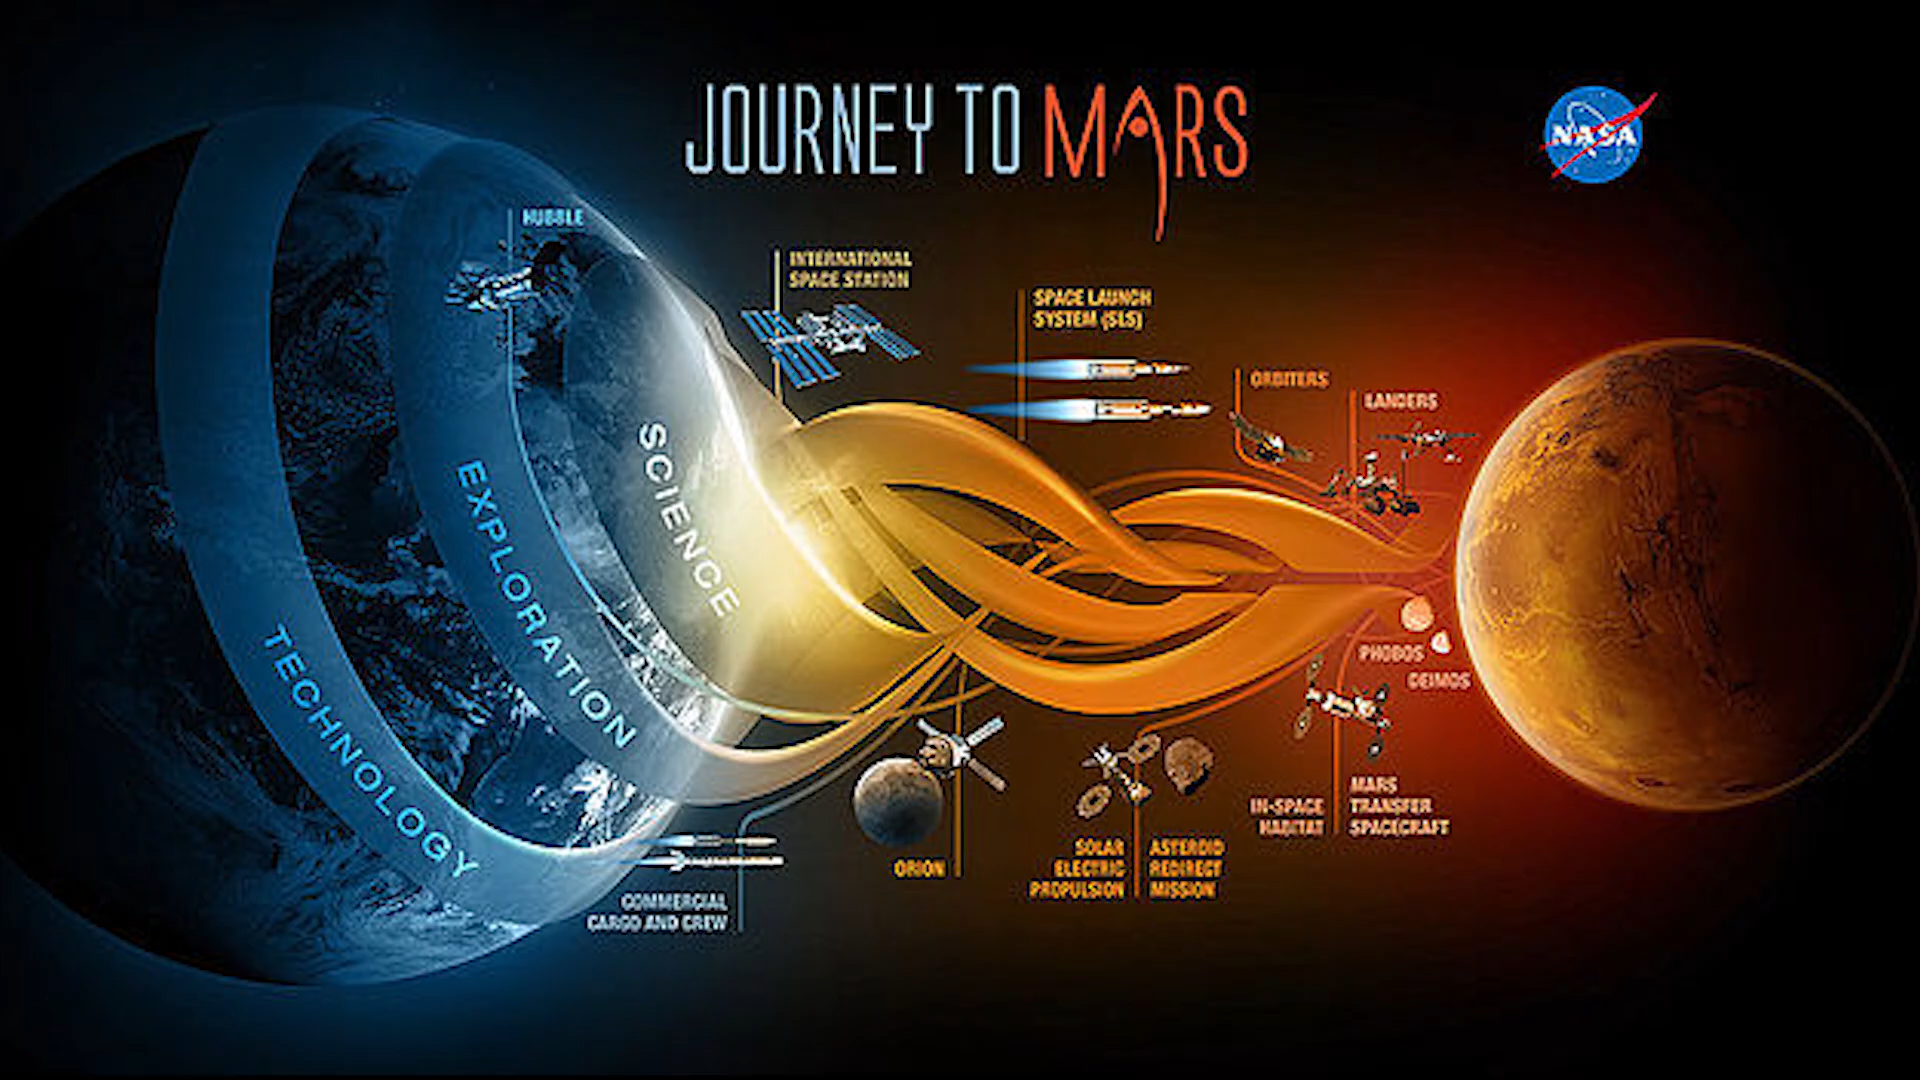 JOURNEY TO MARS
NASA
HUBBLE
INTERNATIONAL
SPACE STATION
SPACE LAUNCH
SYSTEM (SLS)
ORBITERS
LANDERS
SCIENCE
EXPLORATION
TECHNOLOGY
PHOBOS
DEIMOS
IN-SPACE
HABITAT
MARS
TRANSFER
SPACECRAFT
ORION
SOLAR
ELECTRIC
PROPULSION
ASTEROID
REDIRECT
MISSION
COMMERCIAL
CARGO AND CREW